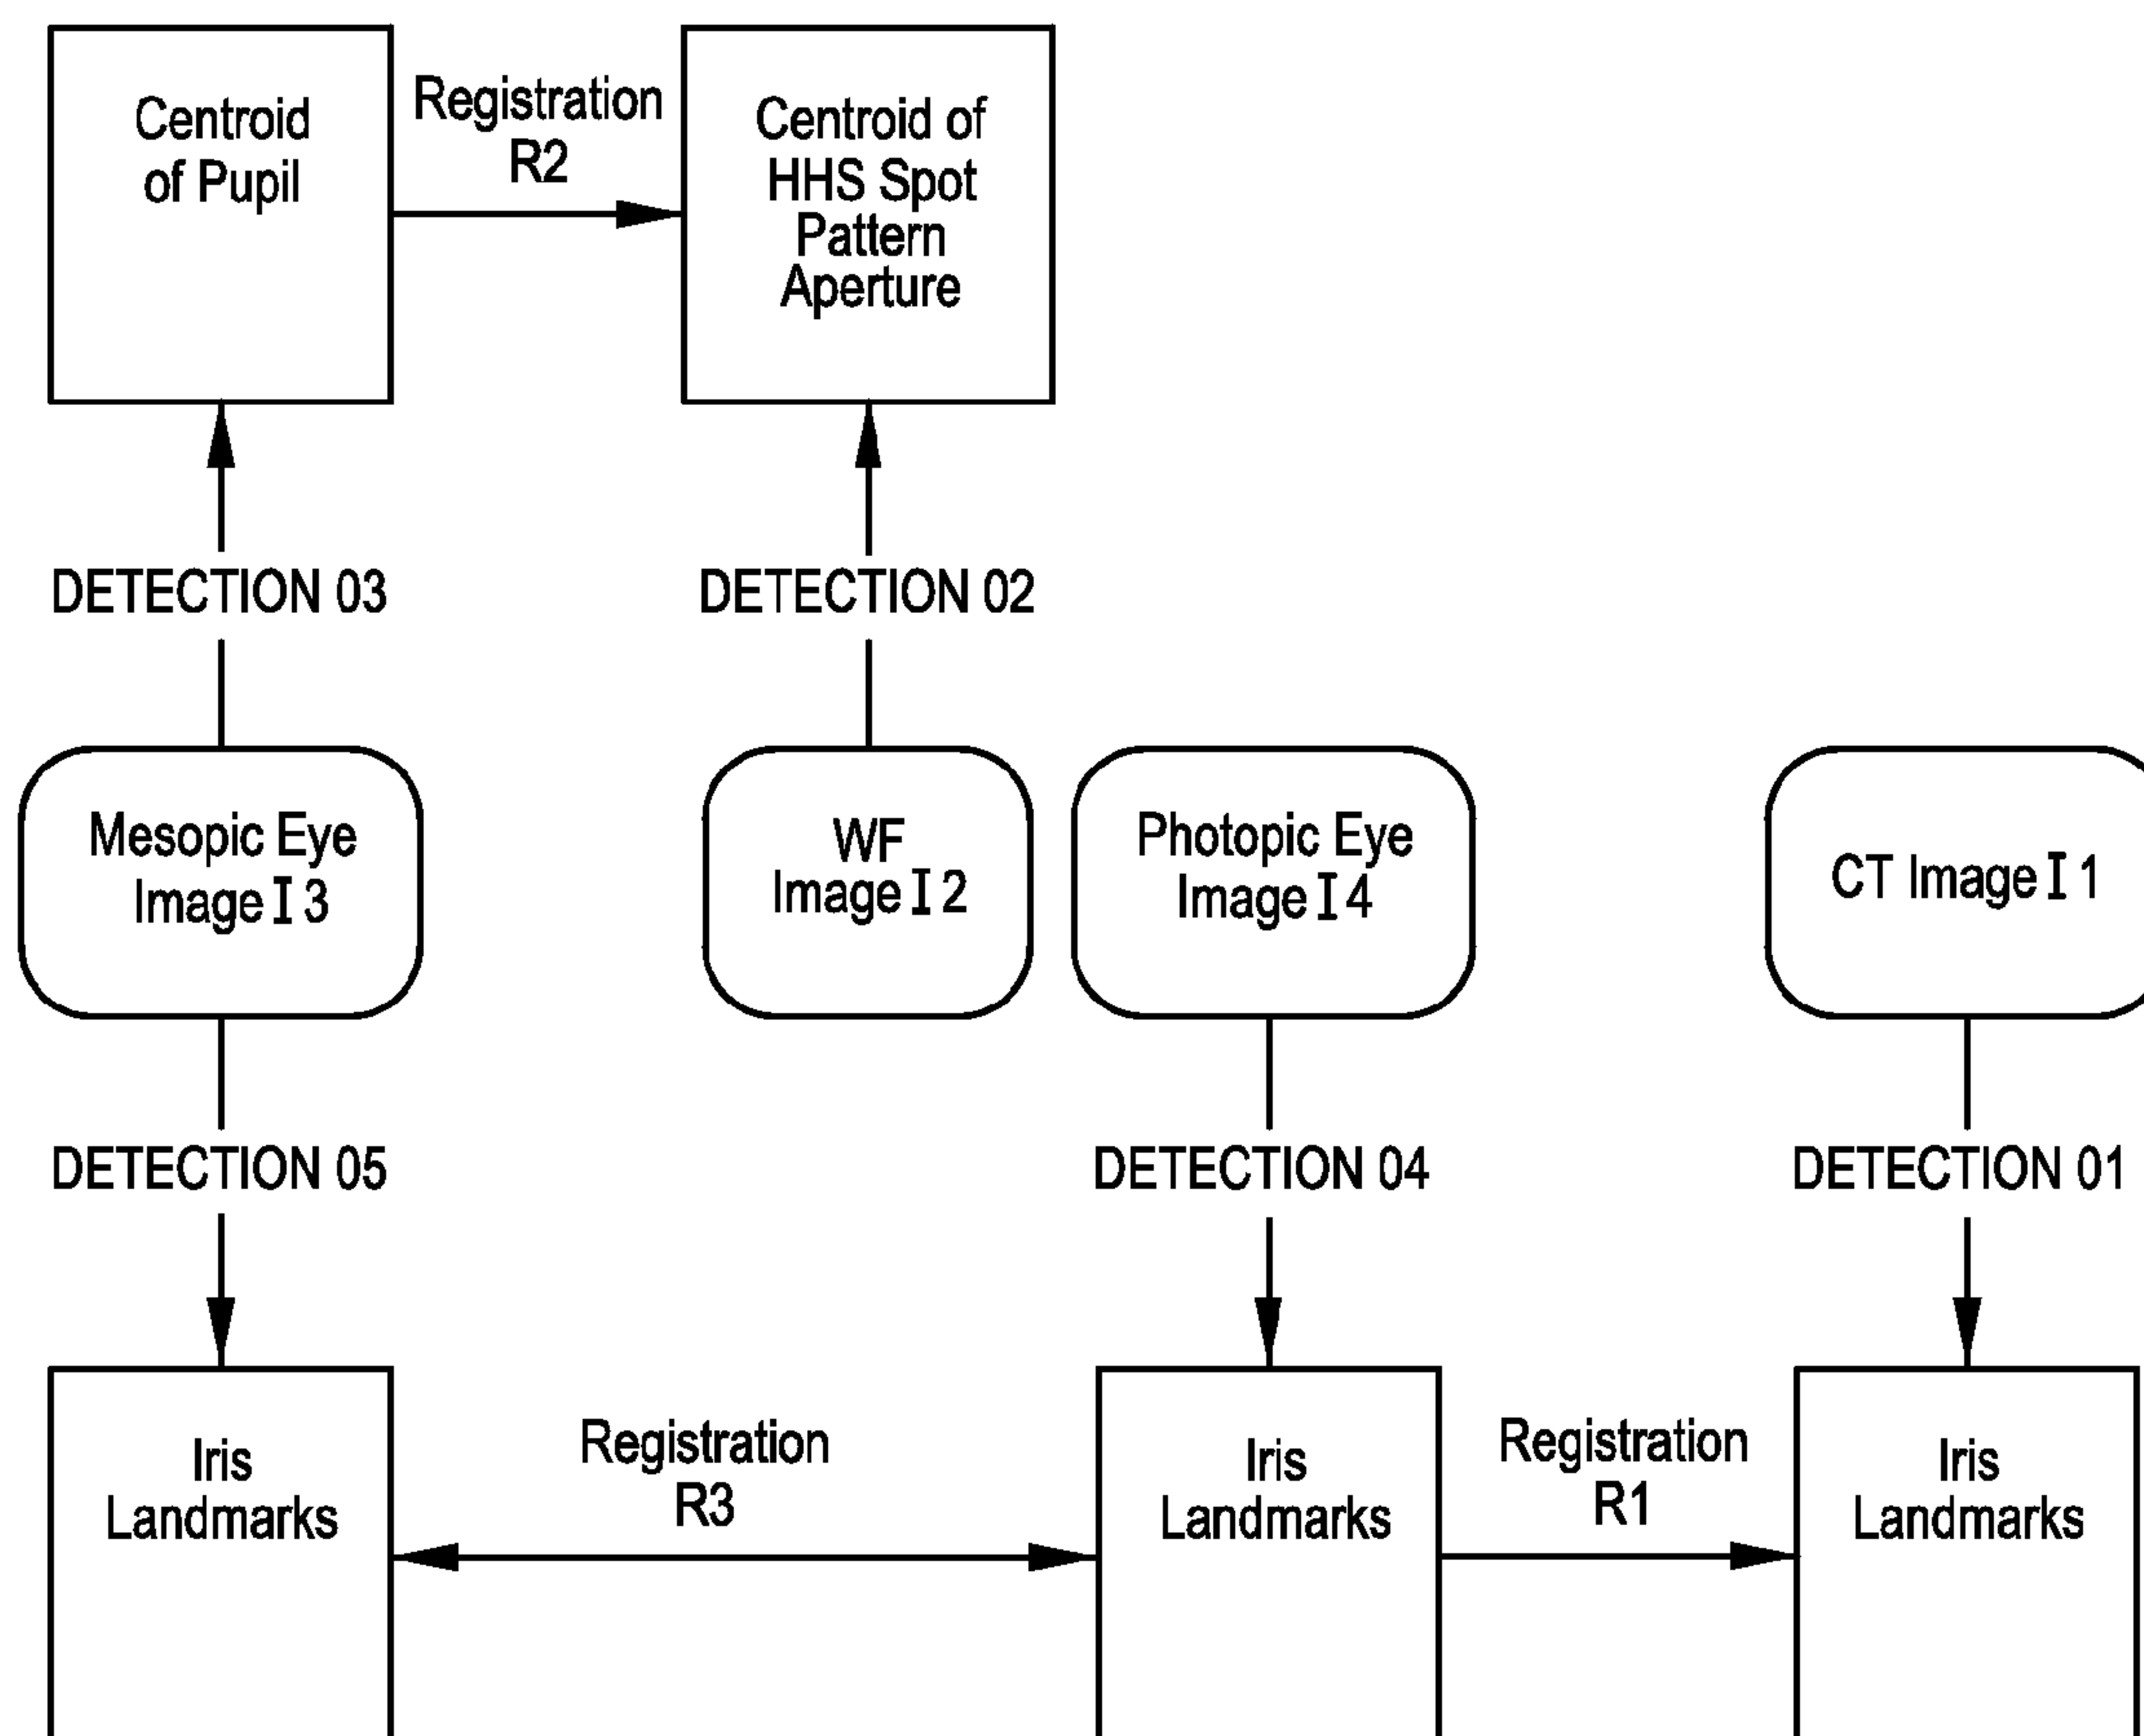 Centroid
of Pupil
Registration
R2
Centroid of
HHS Spot
Pattern
Aperture
DETECTION 03
DETECTION 02
Mesopic Eye
Image I 3
WF
Image I 2
Photopic Eye
Image I 4
CT Image I 1
DETECTION 05
DETECTION 04
DETECTION 01
Iris
Landmarks
Registration
R3
Iris
Landmarks
Registration
R1
Iris
Landmarks